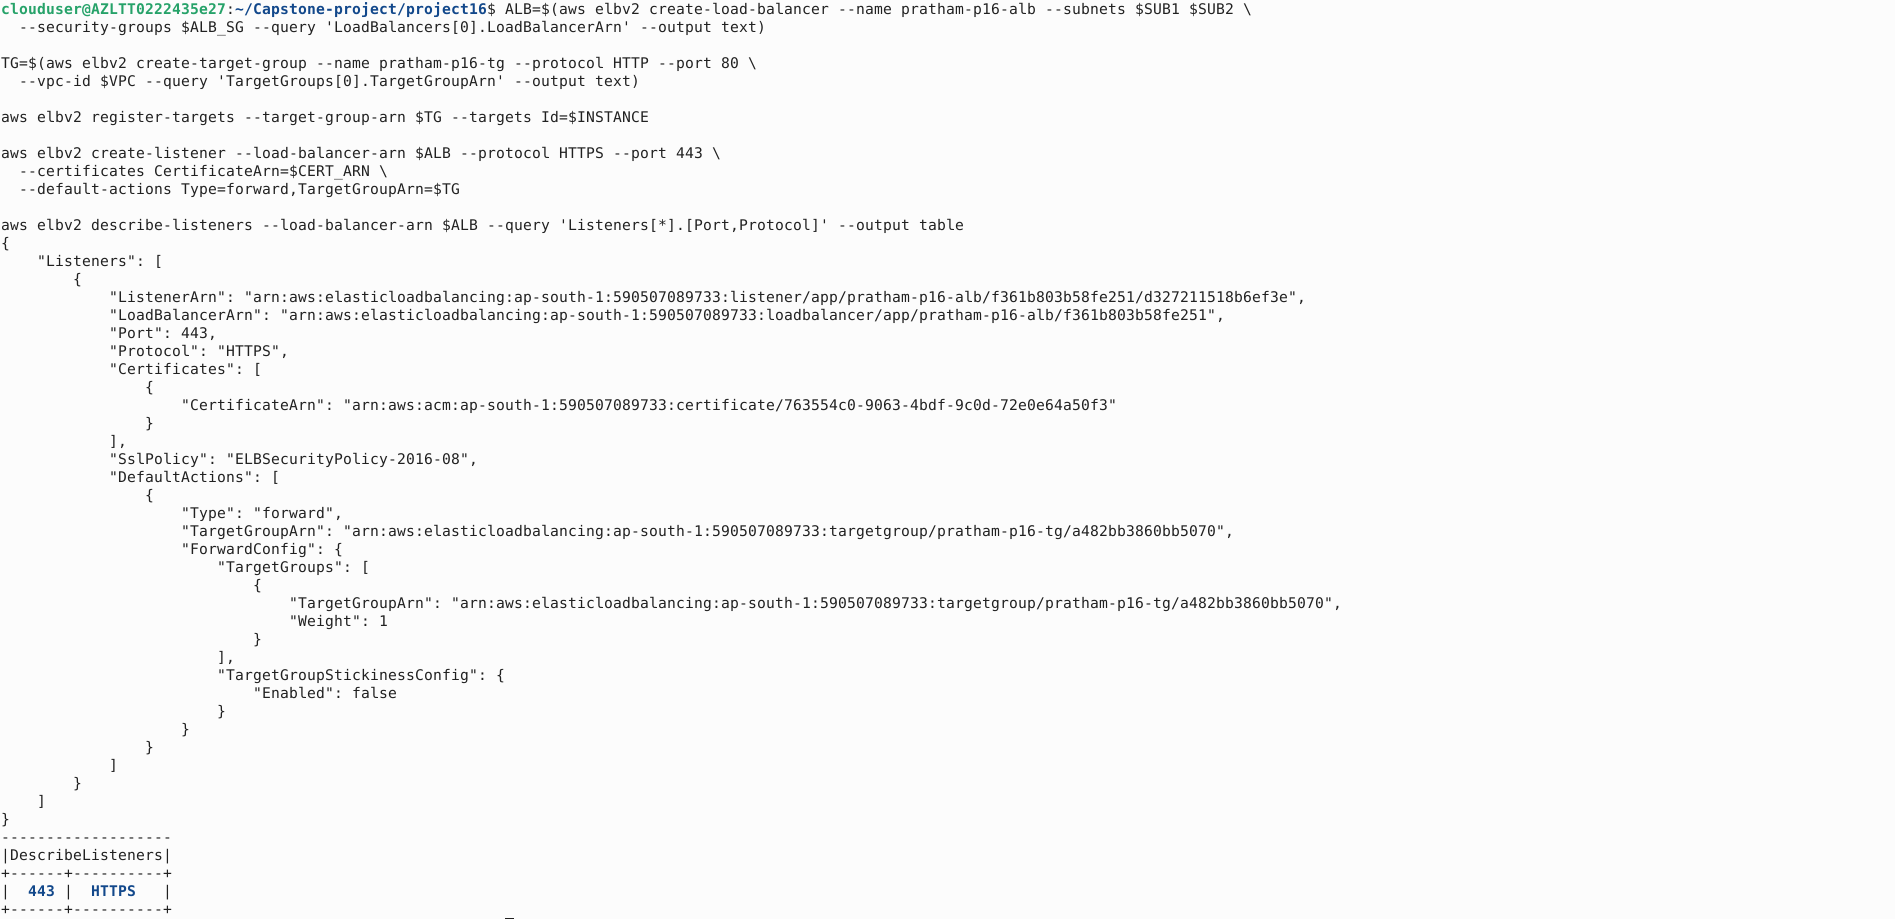 clouduser@AZLTT0222435e27:~/Capstone-project/project16$ ALB=$(aws elbv2 create-load-balancer --name pratham-p16-alb --subnets $SUB1 $SUB2 \
  --security-groups $ALB_SG --query 'LoadBalancers[0].LoadBalancerArn' --output text)

TG=$(aws elbv2 create-target-group --name pratham-p16-tg --protocol HTTP --port 80 \
  --vpc-id $VPC --query 'TargetGroups[0].TargetGroupArn' --output text)

aws elbv2 register-targets --target-group-arn $TG --targets Id=$INSTANCE

aws elbv2 create-listener --load-balancer-arn $ALB --protocol HTTPS --port 443 \
  --certificates CertificateArn=$CERT_ARN \
  --default-actions Type=forward,TargetGroupArn=$TG

aws elbv2 describe-listeners --load-balancer-arn $ALB --query 'Listeners[*].[Port,Protocol]' --output table
{
    "Listeners": [
        {
            "ListenerArn": "arn:aws:elasticloadbalancing:ap-south-1:590507089733:listener/app/pratham-p16-alb/f361b803b58fe251/d327211518b6ef3e",
            "LoadBalancerArn": "arn:aws:elasticloadbalancing:ap-south-1:590507089733:loadbalancer/app/pratham-p16-alb/f361b803b58fe251",
            "Port": 443,
            "Protocol": "HTTPS",
            "Certificates": [
                {
                    "CertificateArn": "arn:aws:acm:ap-south-1:590507089733:certificate/763554c0-9063-4bdf-9c0d-72e0e64a50f3"
                }
            ],
            "SslPolicy": "ELBSecurityPolicy-2016-08",
            "DefaultActions": [
                {
                    "Type": "forward",
                    "TargetGroupArn": "arn:aws:elasticloadbalancing:ap-south-1:590507089733:targetgroup/pratham-p16-tg/a482bb3860bb5070",
                    "ForwardConfig": {
                        "TargetGroups": [
                            {
                                "TargetGroupArn": "arn:aws:elasticloadbalancing:ap-south-1:590507089733:targetgroup/pratham-p16-tg/a482bb3860bb5070",
                                "Weight": 1
                            }
                        ],
                        "TargetGroupStickinessConfig": {
                            "Enabled": false
                        }
                    }
                }
            ]
        }
    ]
}
-------------------
|DescribeListeners|
+------+----------+
|  443 |  HTTPS   |
+------+----------+